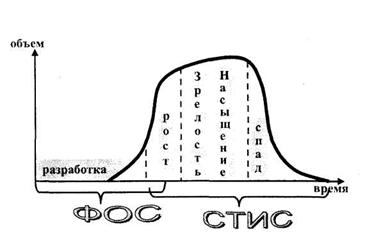 объем
рост
Зрелость
Насыщение
спад
разработка
время
ФОС
СТИС